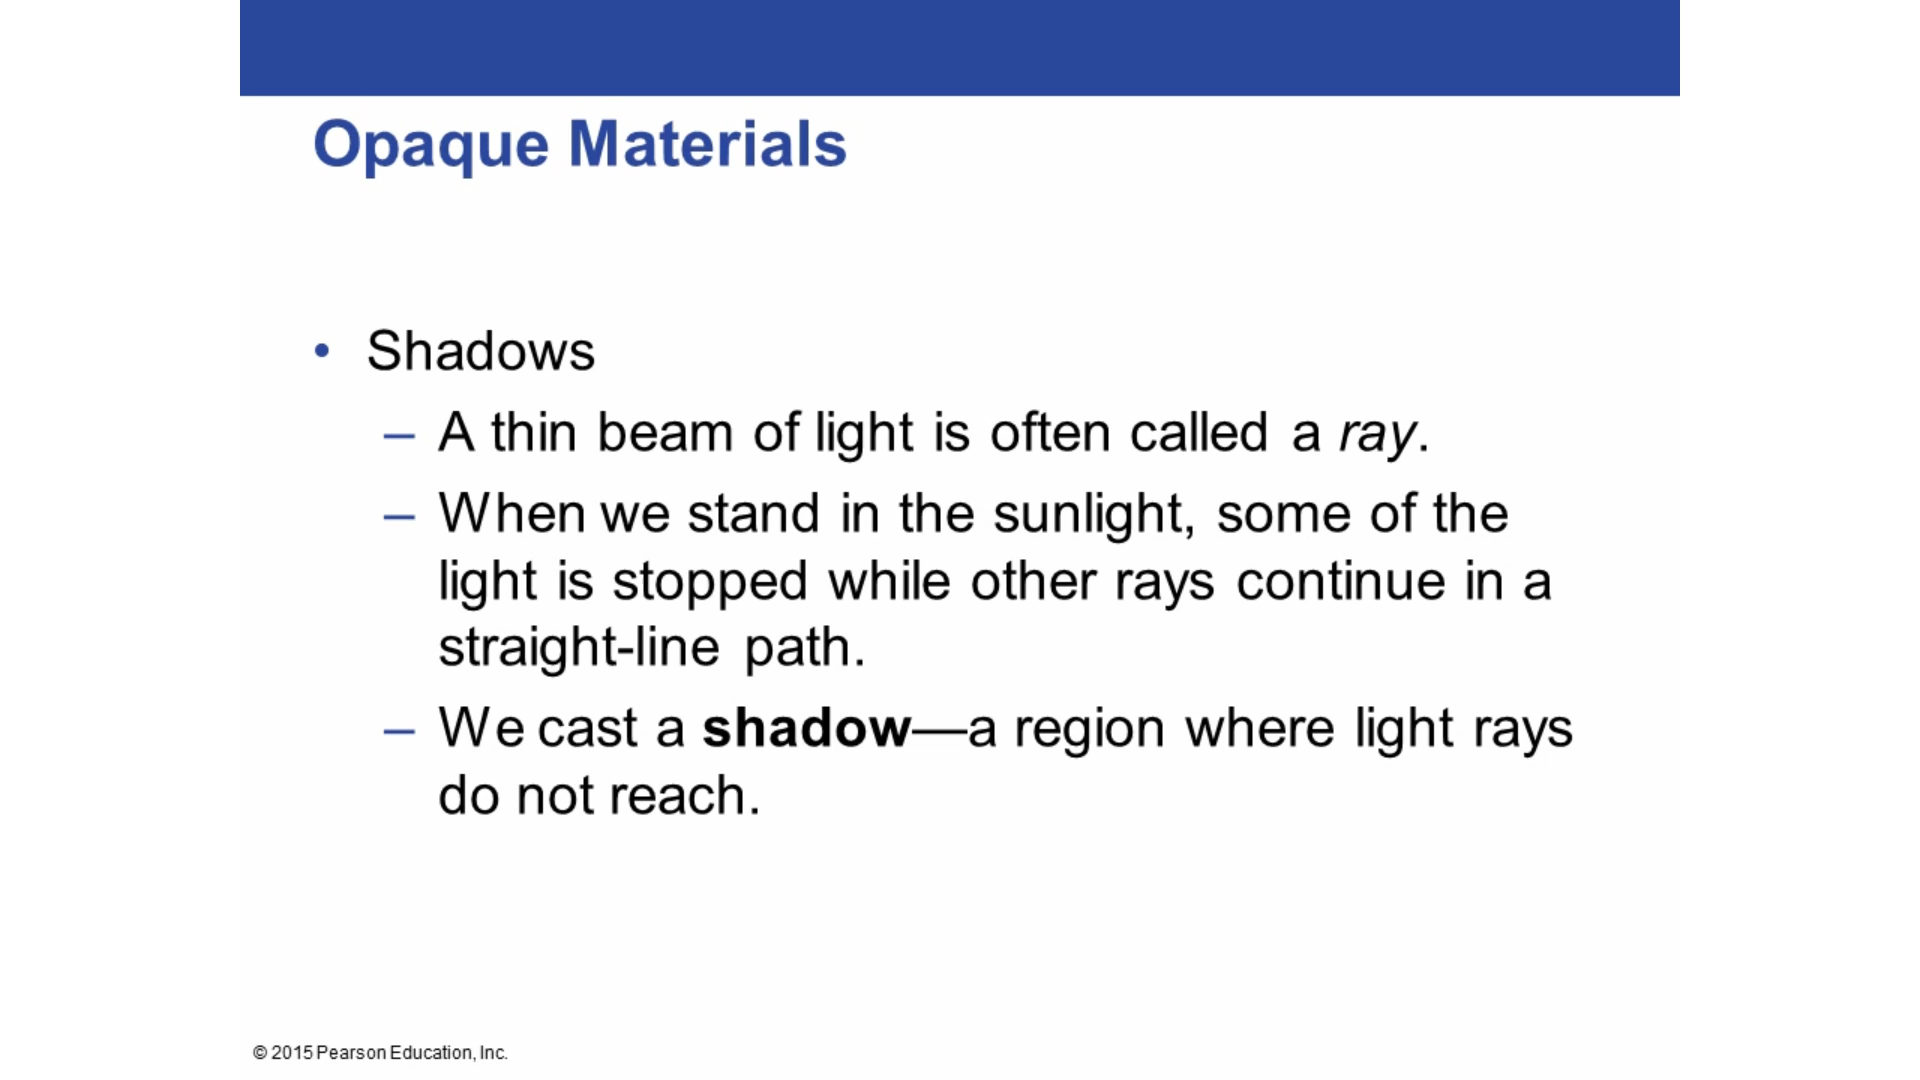 Opaque Materials
• Shadows
– A thin beam of light is often called a ray.
– When we stand in the sunlight, some of the
light is stopped while other rays continue in a
straight-line path.
– We cast a shadow—a region where light rays
do not reach.
© 2015 Pearson Education, Inc.